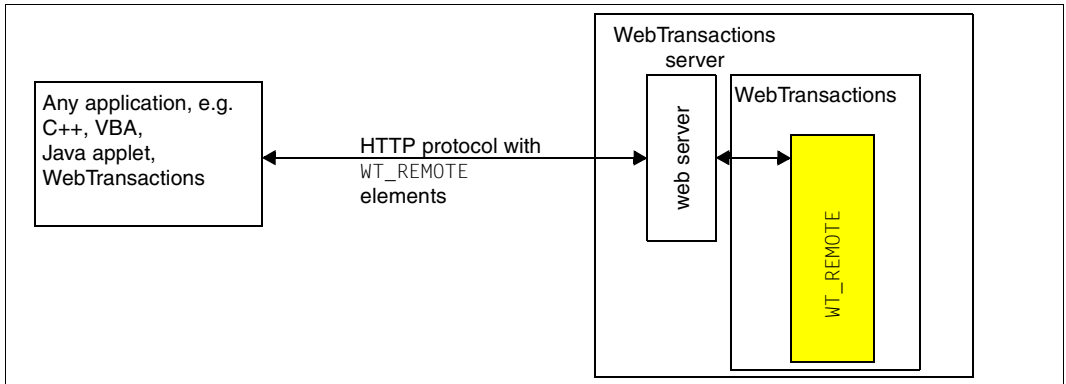 Any application, e.g.
C++, VBA,
Java applet,
WebTransactions
HTTP protocol with
WT_REMOTE
elements
WebTransactions
server
web server
WebTransactions
WT_REMOTE